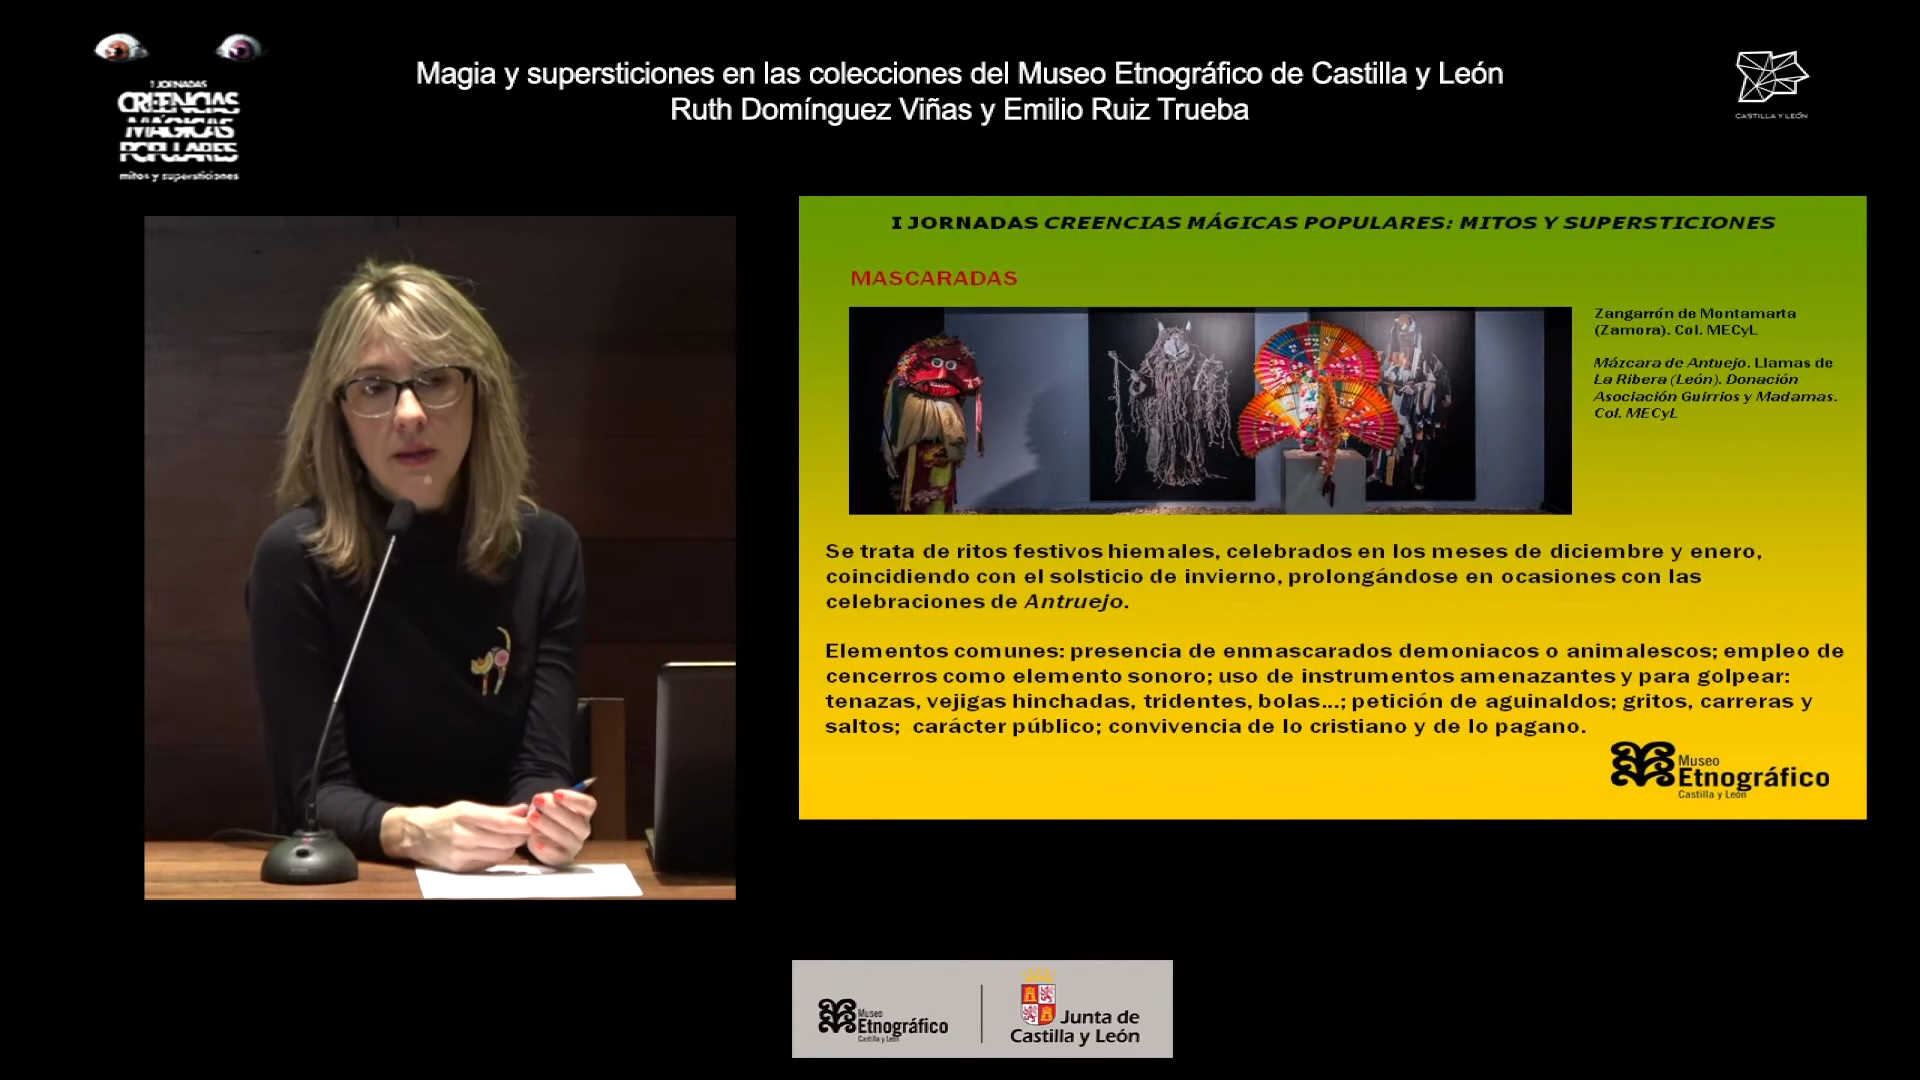 I JORNADAS
CREENCIAS
MÁGICAS
POPULARES
mitos y supersticiones
Magia y supersticiones en las colecciones del Museo Etnográfico de Castilla y León
Ruth Domínguez Viñas y Emilio Ruiz Trueba
CASTILLA Y LEÓN
I JORNADAS CREENCIAS MÁGICAS POPULARES: MITOS Y SUPERSTICIONES
MASCARADAS
Zangarrón de Montamarta
(Zamora). Col. MECyL
Mázcara de Antuejo. Llamas de
La Ribera (León). Donación
Asociación Guirrios y Madamas.
Col. MECyL
Se trata de ritos festivos hiemales, celebrados en los meses de diciembre y enero,
coincidiendo con el solsticio de invierno, prolongándose en ocasiones con las
celebraciones de Antruejo.
Elementos comunes: presencia de enmascarados demoniacos o animalescos; empleo de
cencerros como elemento sonoro; uso de instrumentos amenazantes y para golpear:
tenazas, vejigas hinchadas, tridentes, bolas...; petición de aguinaldos; gritos, carreras y
saltos; carácter público; convivencia de lo cristiano y de lo pagano.
Museo
Etnográfico
Castilla y León
Museo
Etnográfico
Castilla y León
Junta de
Castilla y León